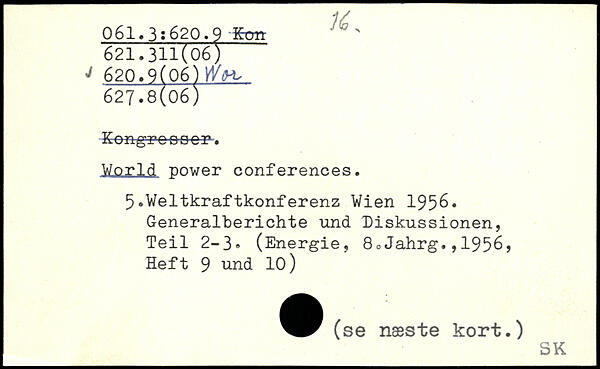 16.
061.3:620.9 Kon
621.311(06)
620.9(06) Wor
627.8(06)
Kongresser.
World power conferences.
5.Weltkraftkonferenz Wien 1956.
Generalberichte und Diskussionen,
Teil 2-3. (Energie, 8.Jahrg.,1956,
Heft 9 und 10)
(se næste kort.)
SK